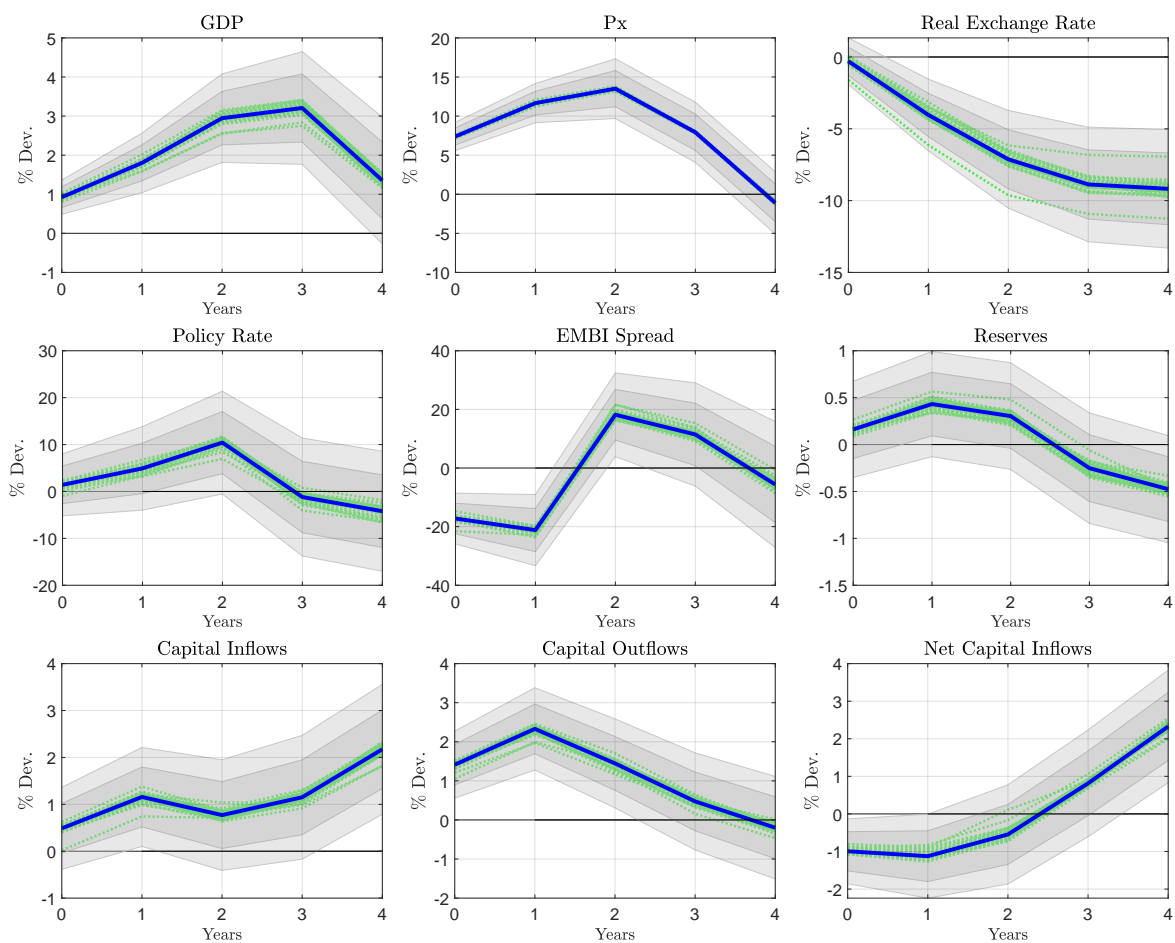 GDP
5
4
3
2
1
0
-1
% Dev.
0 1 2 3 4
Years
Px
20
15
10
5
0
-5
-10
% Dev.
0 1 2 3 4
Years
Real Exchange Rate
0
-5
-10
-15
% Dev.
0 1 2 3 4
Years
Policy Rate
30
20
10
0
-10
-20
% Dev.
0 1 2 3 4
Years
EMBI Spread
40
20
0
-20
-40
% Dev.
0 1 2 3 4
Years
Reserves
1
0.5
0
-0.5
-1
-1.5
% Dev.
0 1 2 3 4
Years
Capital Inflows
4
3
2
1
0
-1
% Dev.
0 1 2 3 4
Years
Capital Outflows
4
3
2
1
0
-1
-2
% Dev.
0 1 2 3 4
Years
Net Capital Inflows
4
3
2
1
0
-1
-2
% Dev.
0 1 2 3 4
Years